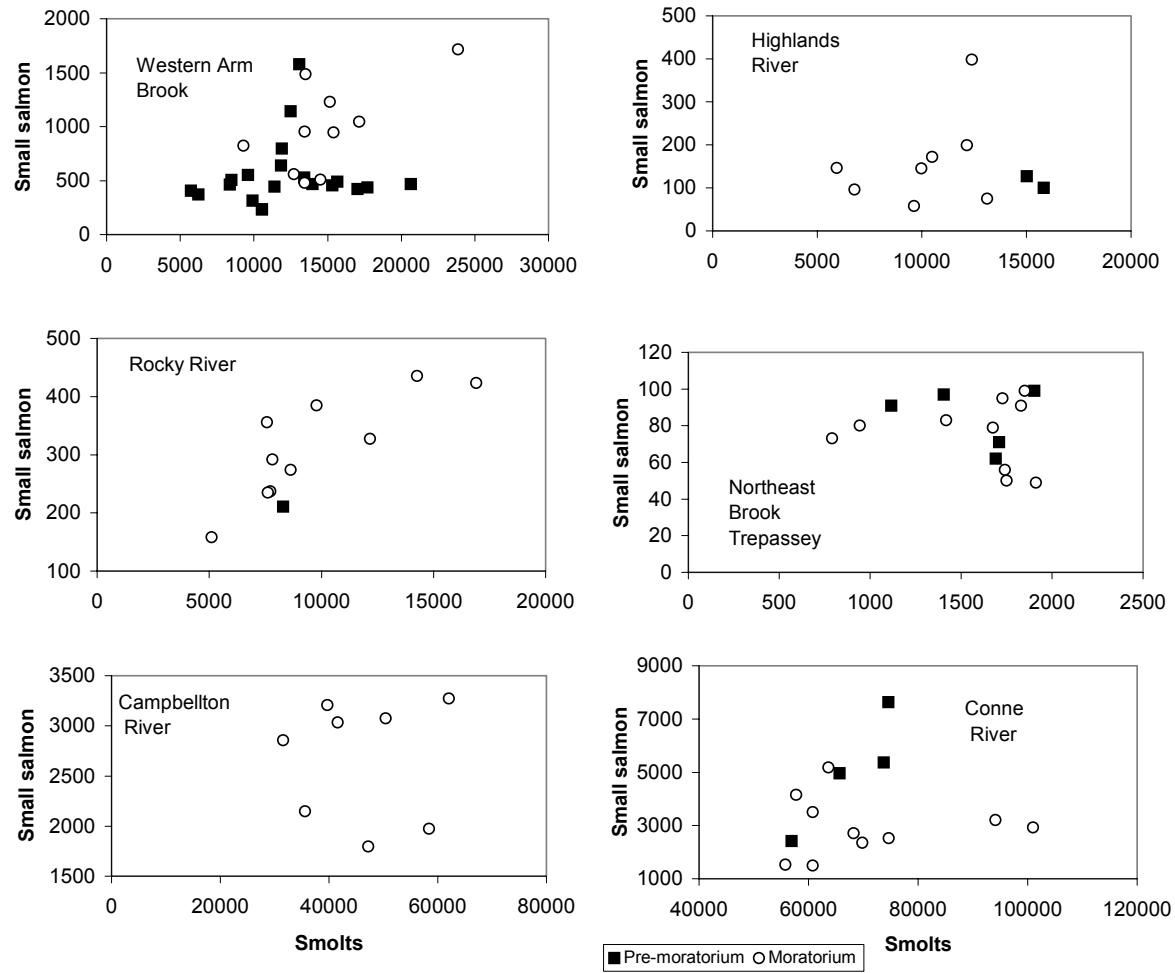 2000
1500
1000
500
0
Small salmon
Western Arm
Brook
0 5000 10000 15000 20000 25000 30000
500
400
300
200
100
0
Small salmon
Highlands
River
0 5000 10000 15000 20000
500
400
300
200
100
Small salmon
Rocky River
0 5000 10000 15000 20000
120
100
80
60
40
20
0
Small salmon
Northeast
Brook
Trepassey
0 500 1000 1500 2000 2500
3500
3000
2500
2000
1500
Small salmon
Campbellton
River
0 20000 40000 60000 80000
Smolts
9000
7000
5000
3000
1000
Small salmon
Conne
River
40000 60000 80000 100000 120000
Smolts
Pre-moratorium Moratorium